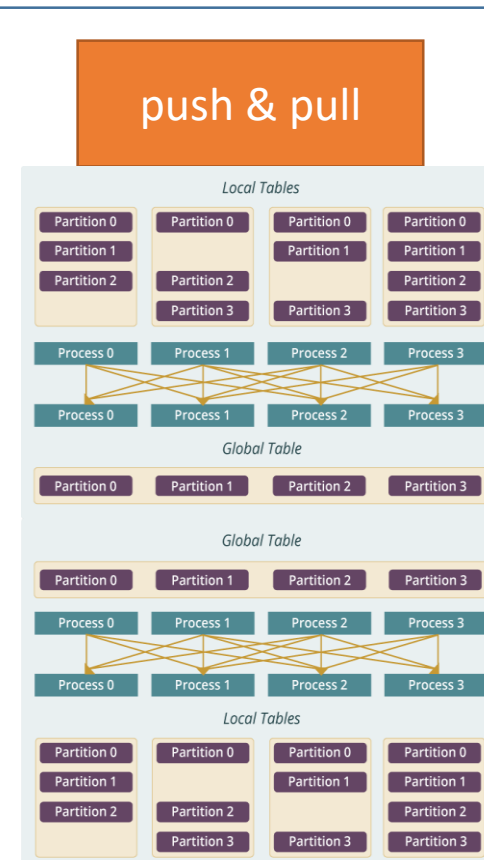 push & pull
Local Tables
Partition 0 Partition 0 Partition 0 Partition 0
Partition 1 Partition 1 Partition 1
Partition 2 Partition 2 Partition 2
Partition 3 Partition 3 Partition 3
Process 0 Process 1 Process 2 Process 3
Process 0 Process 1 Process 2 Process 3
Global Table
Partition 0 Partition 1 Partition 2 Partition 3
Global Table
Partition 0 Partition 1 Partition 2 Partition 3
Process 0 Process 1 Process 2 Process 3
Process 0 Process 1 Process 2 Process 3
Local Tables
Partition 0 Partition 0 Partition 0 Partition 0
Partition 1 Partition 1 Partition 1
Partition 2 Partition 2 Partition 2
Partition 3 Partition 3 Partition 3